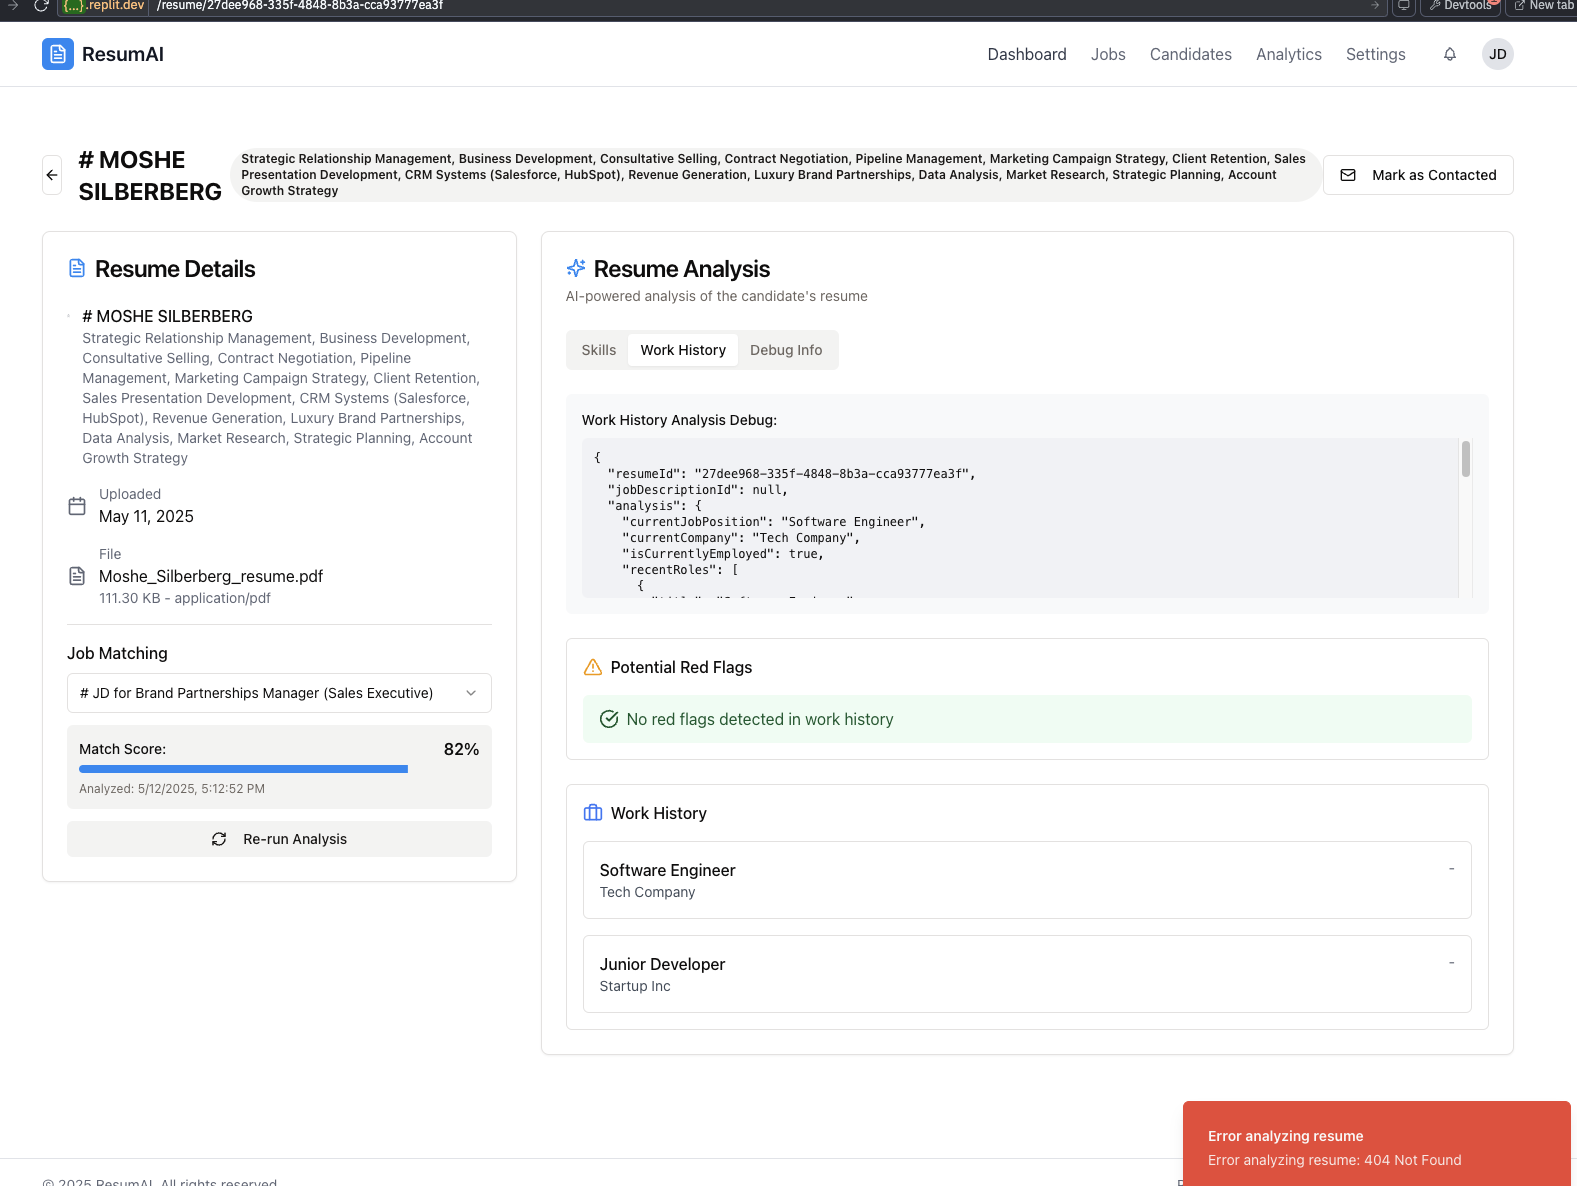 {...}.replit.dev /resume/27dee968-335f-4848-8b3a-cca93777ea3f
Devtools
New tab
ResumAI
Dashboard Jobs Candidates Analytics Settings JD
# MOSHE
SILBERBERG
Strategic Relationship Management, Business Development, Consultative Selling, Contract Negotiation, Pipeline Management, Marketing Campaign Strategy, Client Retention, Sales
Presentation Development, CRM Systems (Salesforce, HubSpot), Revenue Generation, Luxury Brand Partnerships, Data Analysis, Market Research, Strategic Planning, Account
Growth Strategy
Mark as Contacted
Resume Details
# MOSHE SILBERBERG
Strategic Relationship Management, Business Development,
Consultative Selling, Contract Negotiation, Pipeline
Management, Marketing Campaign Strategy, Client Retention,
Sales Presentation Development, CRM Systems (Salesforce,
HubSpot), Revenue Generation, Luxury Brand Partnerships,
Data Analysis, Market Research, Strategic Planning, Account
Growth Strategy
Uploaded
May 11, 2025
File
Moshe_Silberberg_resume.pdf
111.30 KB - application/pdf
Job Matching
# JD for Brand Partnerships Manager (Sales Executive)
Match Score: 82%
Analyzed: 5/12/2025, 5:12:52 PM
Re-run Analysis
Resume Analysis
AI-powered analysis of the candidate's resume
Skills Work History Debug Info
Work History Analysis Debug:
{
"resumeId": "27dee968-335f-4848-8b3a-cca93777ea3f",
"jobDescriptionId": null,
"analysis": {
"currentJobPosition": "Software Engineer",
"currentCompany": "Tech Company",
"isCurrentlyEmployed": true,
"recentRoles": [
{
Potential Red Flags
No red flags detected in work history
Work History
Software Engineer -
Tech Company
Junior Developer -
Startup Inc
Error analyzing resume
Error analyzing resume: 404 Not Found
© 2025 ResumAI. All rights reserved.